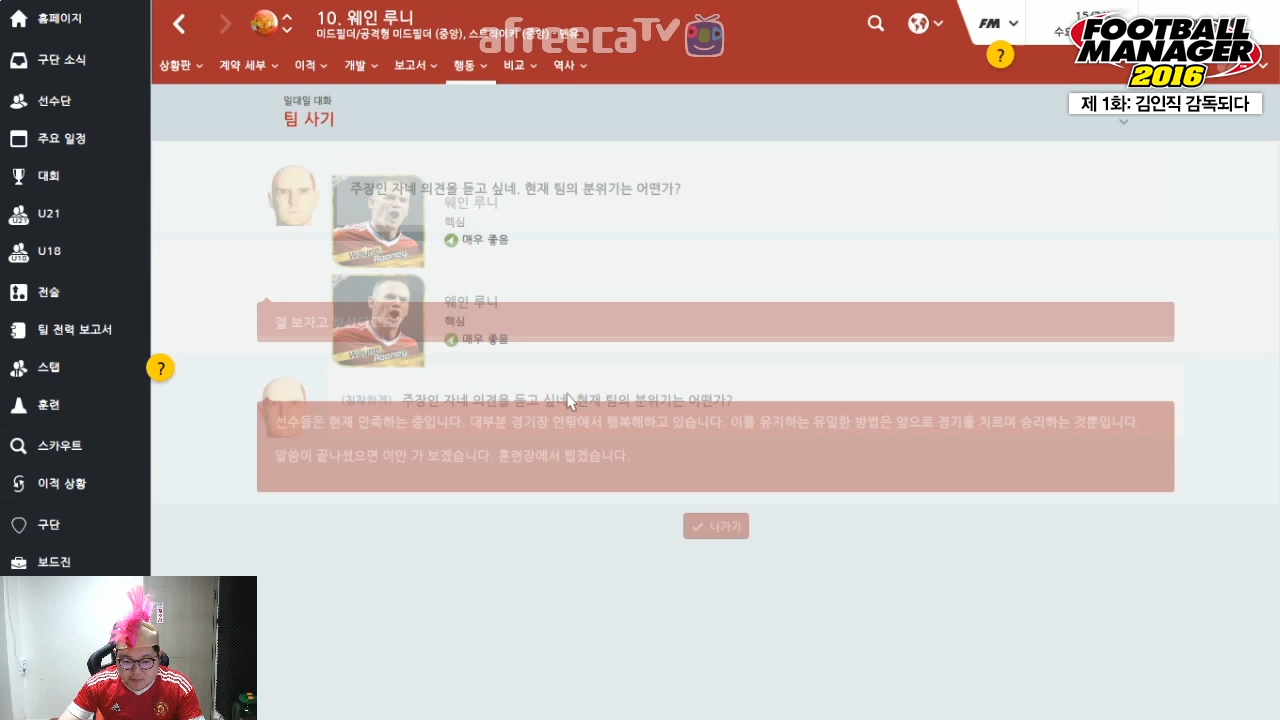 홈페이지
구단 소식
선수단
주요 일정
대회
U21
U18
전술
팀 전력 보고서
스탭
훈련
스카우트
이적 상황
구단
보드진
10. 웨인 루니
미드필더/공격형 미드필더 (중앙), 스트라이커 (중앙) - 맨유
afreecaTV
FM
FOOTBALL
MANAGER
2016
제 1화: 김인직 감독되다
상황판
계약 세부
이적
개발
보고서
행동
비교
역사
일대일 대화
팀 사기
주장인 자네 의견을 듣고 싶네. 현재 팀의 분위기는 어떤가?
웨인 루니
핵심
매우 좋음
Wayne
Rooney
웨인 루니
핵심
매우 좋음
Wayne
Rooney
절 보자고
(침착하게) 주장인 자네 의견을 듣고 싶네. 현재 팀의 분위기는 어떤가?
선수들은 현재 만족하는 중입니다. 대부분 경기장 안팎에서 행복해하고 있습니다. 이를 유지하는 유일한 방법은 앞으로 경기를 치르며 승리하는 것뿐입니다.
말씀이 끝나셨으면 이만 가 보겠습니다. 훈련장에서 뵙겠습니다.
나가기